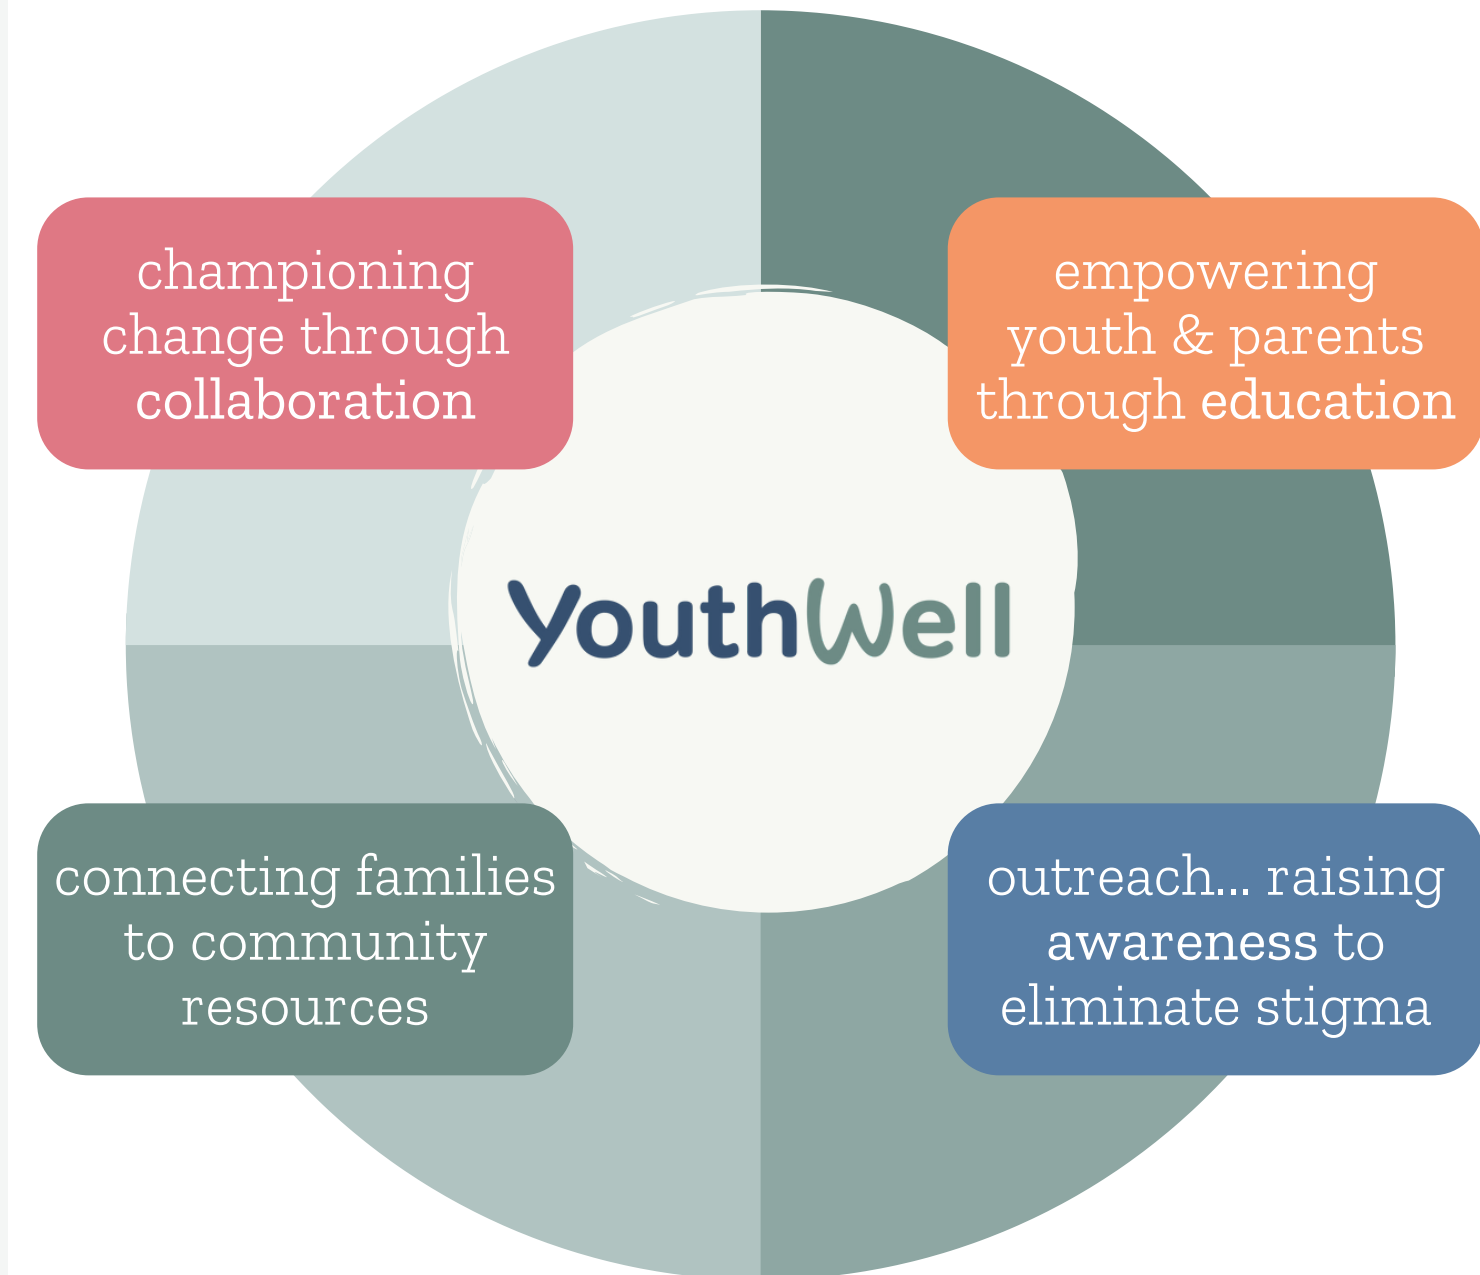 championing
change through
collaboration
empowering
youth & parents
through education
YouthWell
connecting families
to community
resources
outreach... raising
awareness to
eliminate stigma